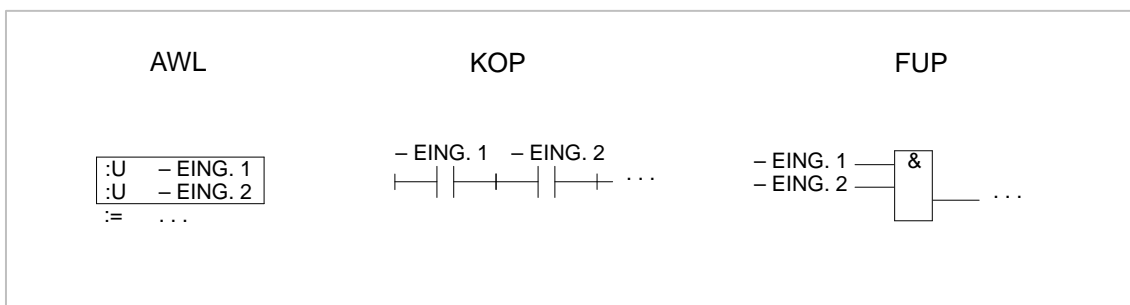 AWL KOP FUP
:U – EING. 1
:U – EING. 2
:= . . .
– EING. 1 – EING. 2
. . .
– EING. 1 &
– EING. 2
. . .